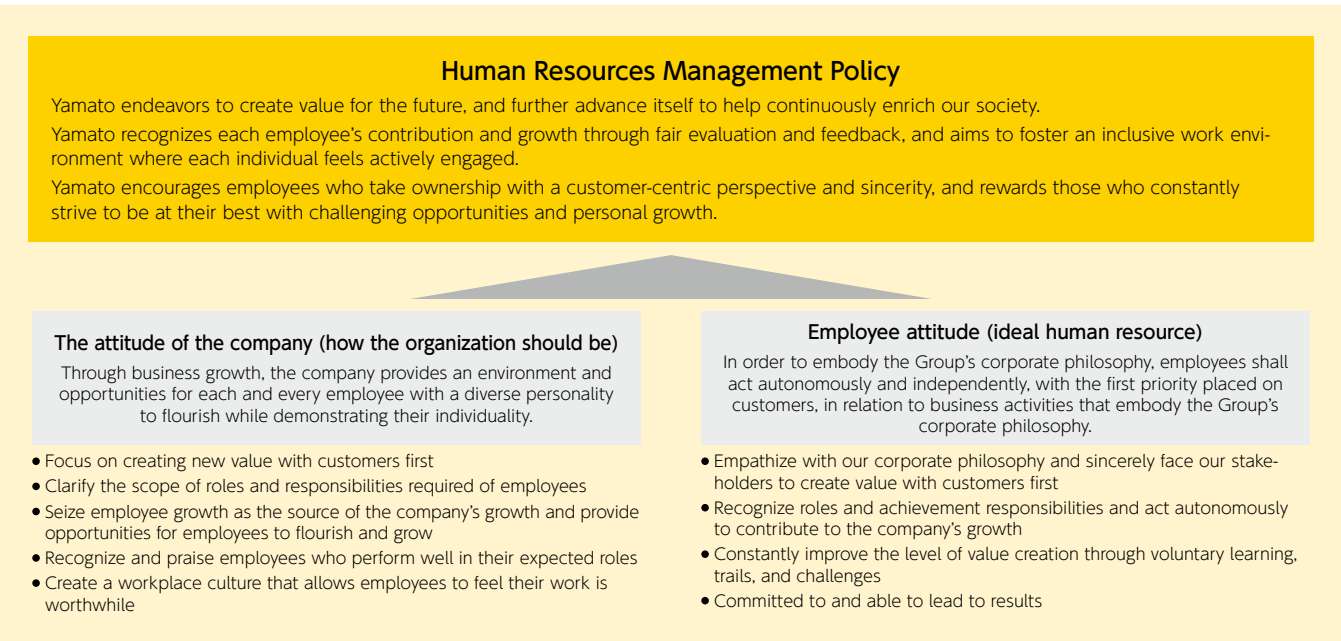 Human Resources Management Policy
Yamato endeavors to create value for the future, and further advance itself to help continuously enrich our society.
Yamato recognizes each employee's contribution and growth through fair evaluation and feedback, and aims to foster an inclusive work envi-
ronment where each individual feels actively engaged.
Yamato encourages employees who take ownership with a customer-centric perspective and sincerity, and rewards those who constantly
strive to be at their best with challenging opportunities and personal growth.
The attitude of the company (how the organization should be)
Through business growth, the company provides an environment and
opportunities for each and every employee with a diverse personality
to flourish while demonstrating their individuality.
• Focus on creating new value with customers first
• Clarify the scope of roles and responsibilities required of employees
• Seize employee growth as the source of the company's growth and provide
opportunities for employees to flourish and grow
• Recognize and praise employees who perform well in their expected roles
• Create a workplace culture that allows employees to feel their work is
worthwhile
Employee attitude (ideal human resource)
In order to embody the Group's corporate philosophy, employees shall
act autonomously and independently, with the first priority placed on
customers, in relation to business activities that embody the Group's
corporate philosophy.
• Empathize with our corporate philosophy and sincerely face our stake-
holders to create value with customers first
• Recognize roles and achievement responsibilities and act autonomously
to contribute to the company's growth
• Constantly improve the level of value creation through voluntary learning,
trails, and challenges
• Committed to and able to lead to results